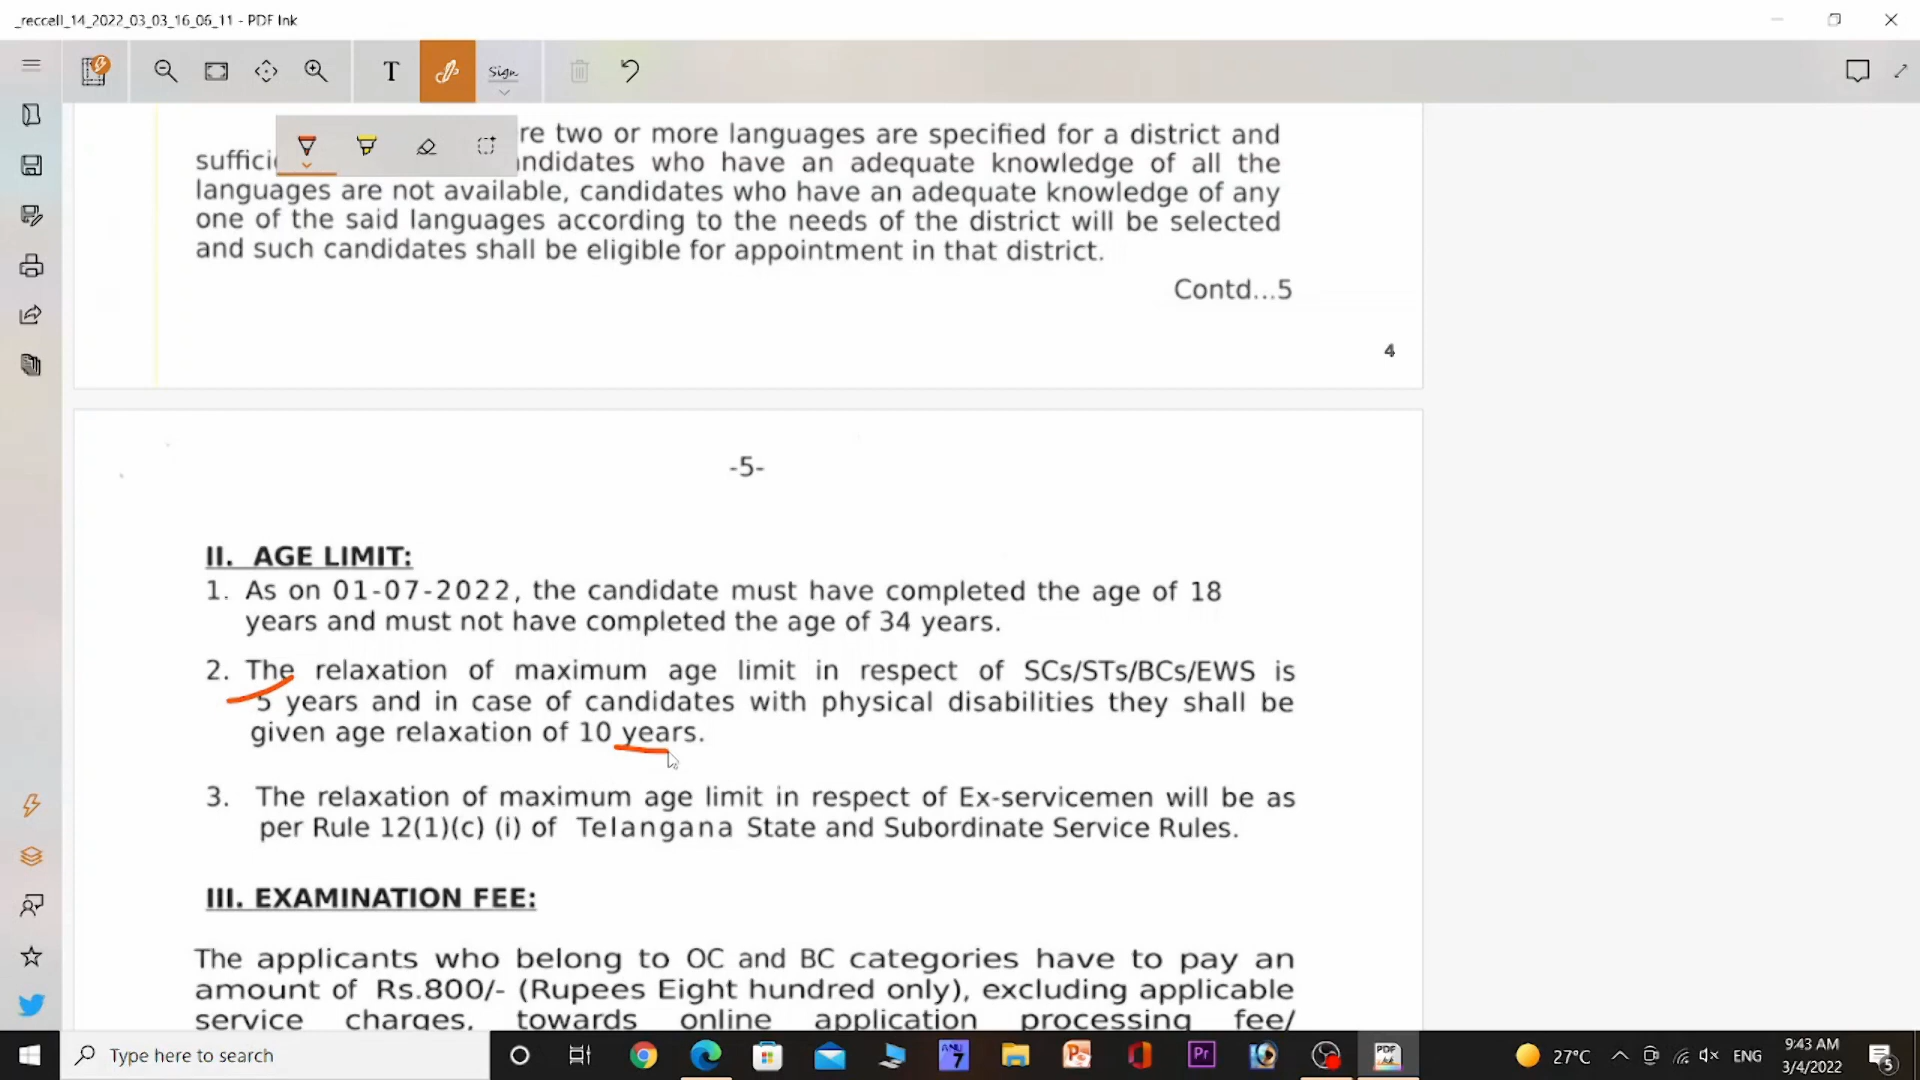 _reccell_14_2022_03_03_16_06_11 - PDF Ink
T
Sign
re two or more languages are specified for a district and
suffici andidates who have an adequate knowledge of all the
languages are not available, candidates who have an adequate knowledge of any
one of the said languages according to the needs of the district will be selected
and such candidates shall be eligible for appointment in that district.
Contd...5
4
-5-
II. AGE LIMIT:
1. As on 01-07-2022, the candidate must have completed the age of 18
years and must not have completed the age of 34 years.
2. The relaxation of maximum age limit in respect of SCs/STs/BCs/EWS is
5 years and in case of candidates with physical disabilities they shall be
given age relaxation of 10 years.
3. The relaxation of maximum age limit in respect of Ex-servicemen will be as
per Rule 12(1)(c) (i) of Telangana State and Subordinate Service Rules.
III. EXAMINATION FEE:
The applicants who belong to OC and BC categories have to pay an
amount of Rs.800/- (Rupees Eight hundred only), excluding applicable
service charges, towards online application processing fee/
Type here to search
7
Pr
PDF
27°C
ENG
9:43 AM
3/4/2022
5